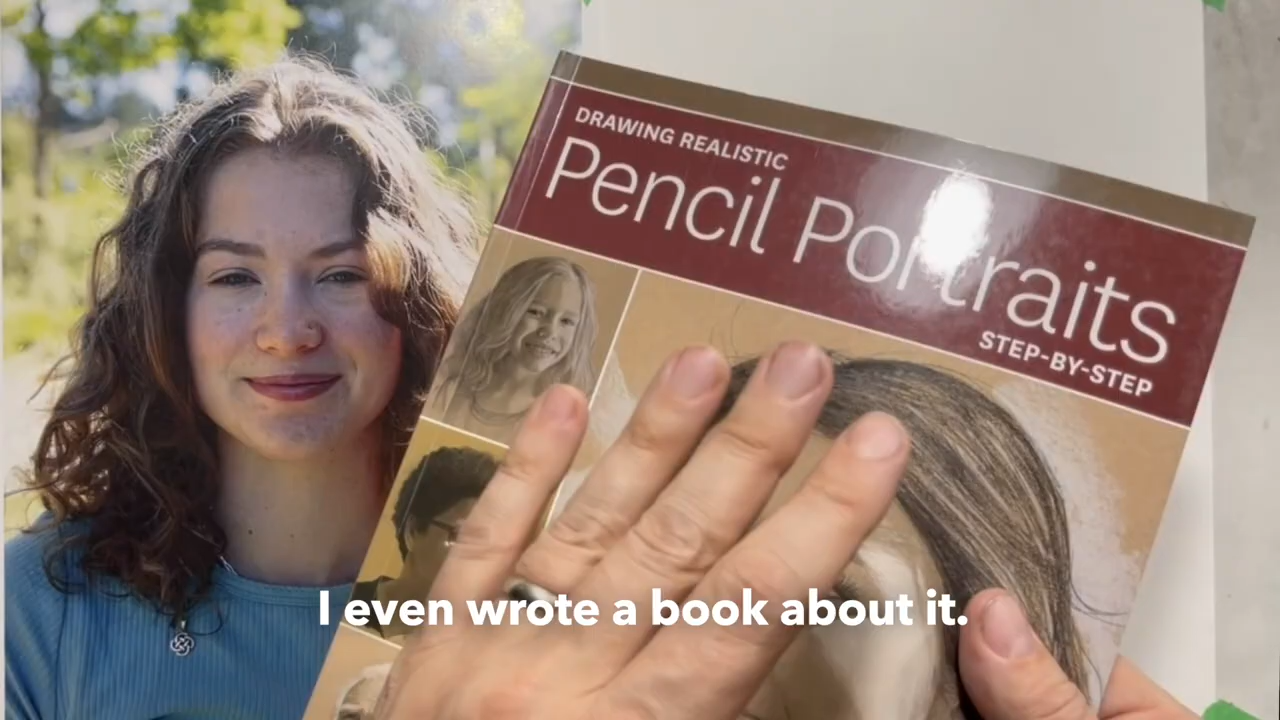 DRAWING REALISTIC
Pencil Portraits
STEP-BY-STEP
I even wrote a book about it.